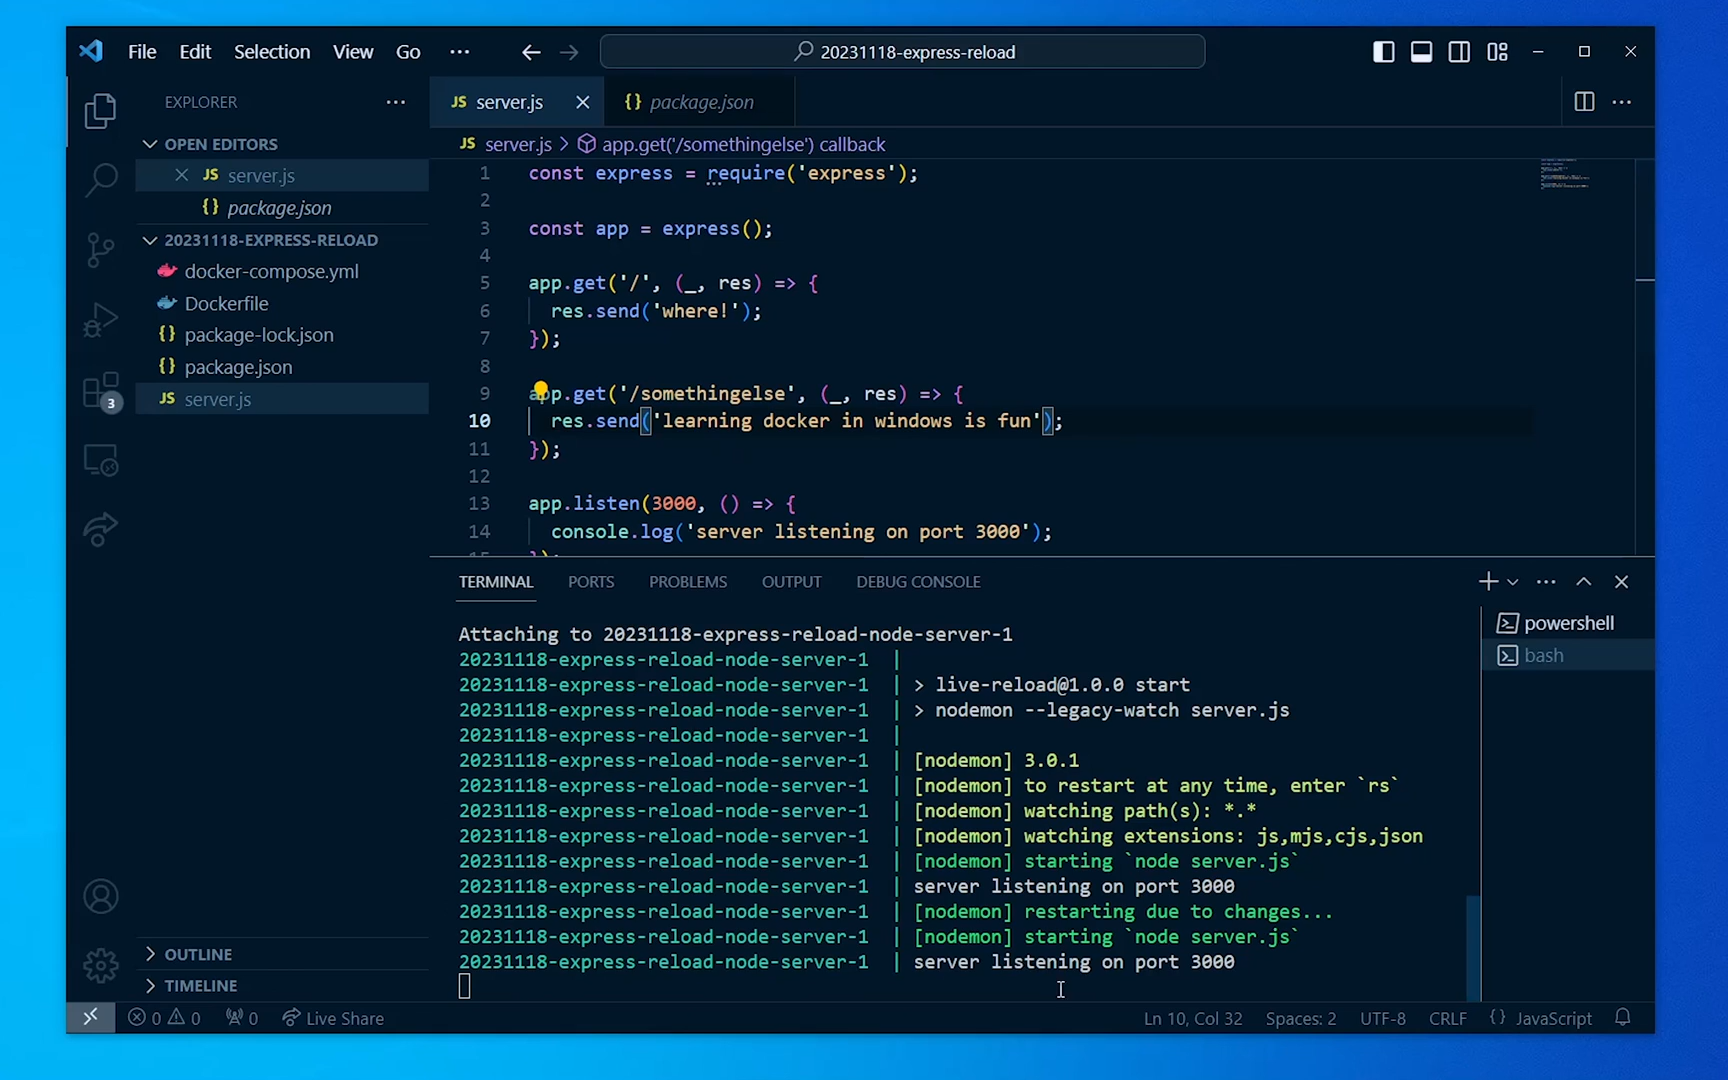 File Edit Selection View Go ··· 20231118-express-reload
EXPLORER ···
OPEN EDITORS
JS server.js
{} package.json
20231118-EXPRESS-RELOAD
docker-compose.yml
Dockerfile
{} package-lock.json
{} package.json
JS server.js
OUTLINE
TIMELINE
3
JS server.js {} package.json
JS server.js > app.get('/somethingelse') callback
1 const express = require('express');
2
3 const app = express();
4
5 app.get('/', (_, res) => {
6 res.send('where!');
7 });
8
9 app.get('/somethingelse', (_, res) => {
10 res.send('learning docker in windows is fun');
11 });
12
13 app.listen(3000, () => {
14 console.log('server listening on port 3000');
TERMINAL PORTS PROBLEMS OUTPUT DEBUG CONSOLE
powershell
bash
Attaching to 20231118-express-reload-node-server-1
20231118-express-reload-node-server-1 |
20231118-express-reload-node-server-1 | > live-reload@1.0.0 start
20231118-express-reload-node-server-1 | > nodemon --legacy-watch server.js
20231118-express-reload-node-server-1 |
20231118-express-reload-node-server-1 | [nodemon] 3.0.1
20231118-express-reload-node-server-1 | [nodemon] to restart at any time, enter `rs`
20231118-express-reload-node-server-1 | [nodemon] watching path(s): *.*
20231118-express-reload-node-server-1 | [nodemon] watching extensions: js,mjs,cjs,json
20231118-express-reload-node-server-1 | [nodemon] starting `node server.js`
20231118-express-reload-node-server-1 | server listening on port 3000
20231118-express-reload-node-server-1 | [nodemon] restarting due to changes...
20231118-express-reload-node-server-1 | [nodemon] starting `node server.js`
20231118-express-reload-node-server-1 | server listening on port 3000
0 0 0 Live Share Ln 10, Col 32 Spaces: 2 UTF-8 CRLF {} JavaScript